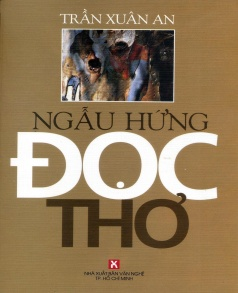 TRẦN XUÂN AN
NGẪU HỨNG
ĐỌC
THƠ
NHÀ XUẤT BẢN VĂN NGHỆ
TP. HỒ CHÍ MINH